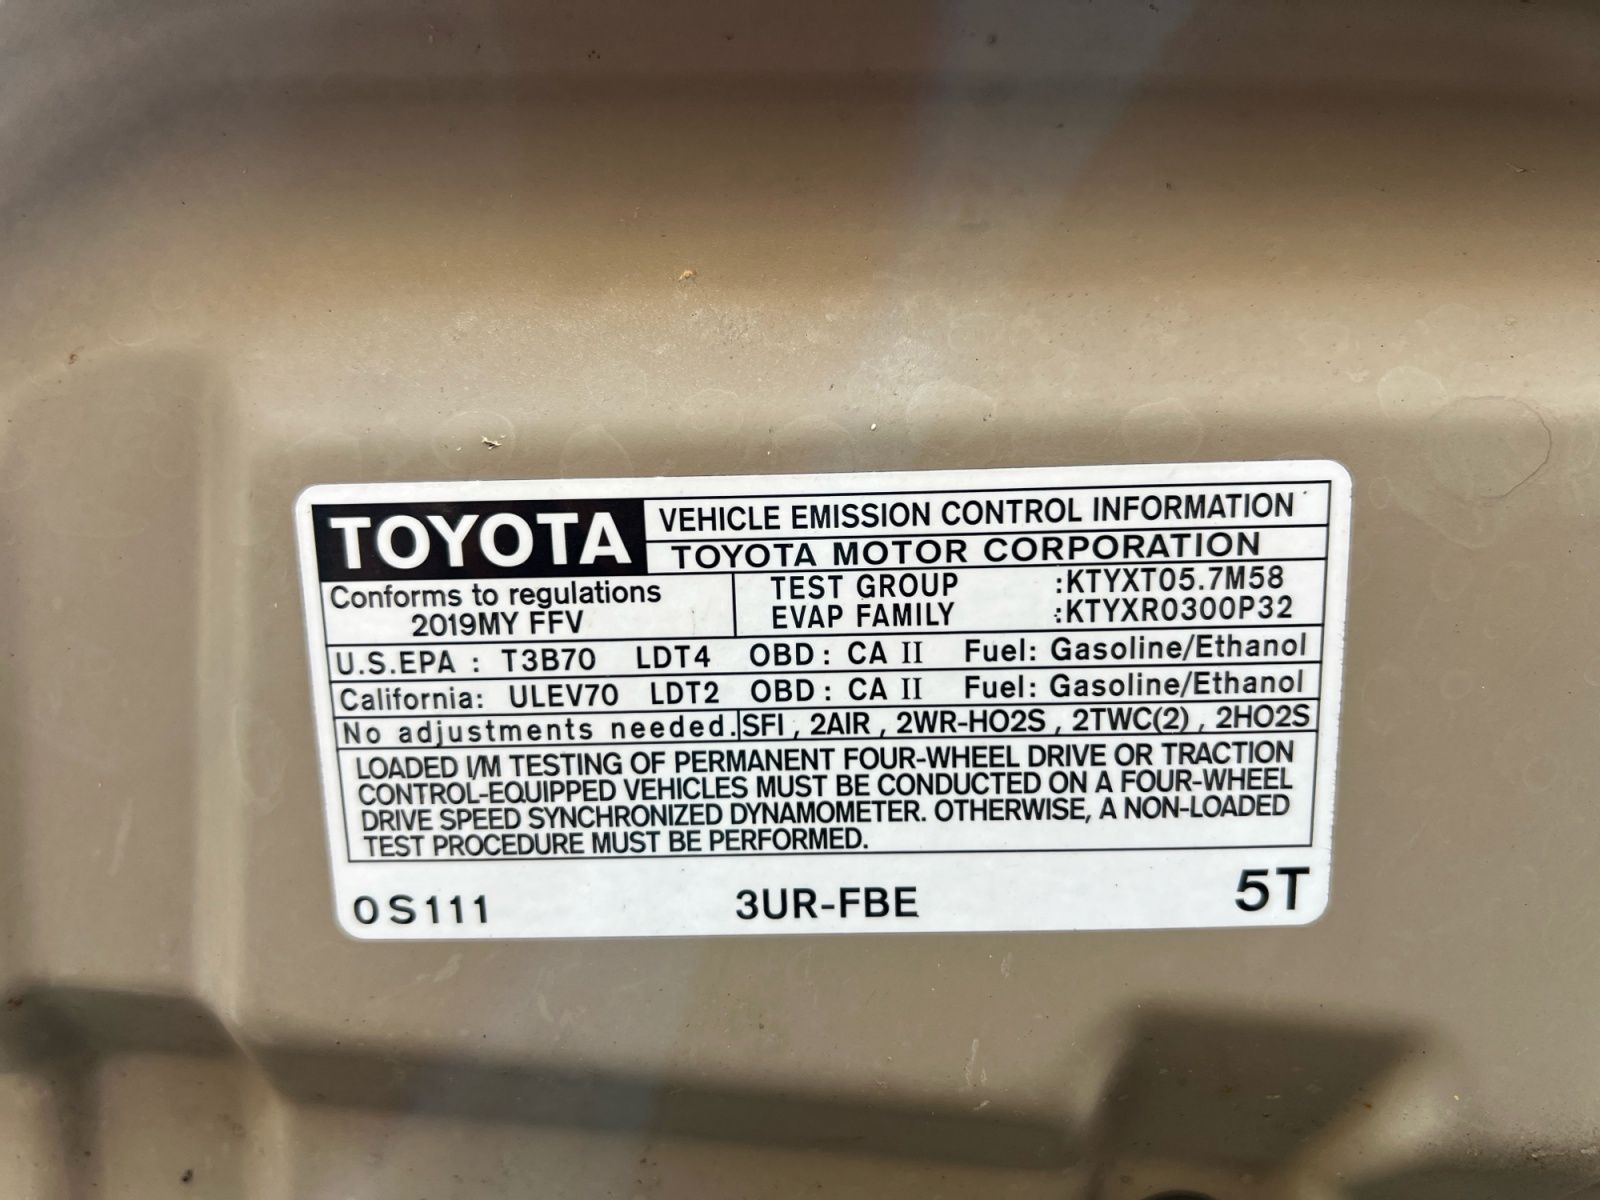 TOYOTA VEHICLE EMISSION CONTROL INFORMATION
TOYOTA MOTOR CORPORATION
Conforms to regulations
2019MY FFV
TEST GROUP :KTYXT05.7M58
EVAP FAMILY :KTYXR0300P32
U.S.EPA : T3B70 LDT4 OBD : CA II Fuel: Gasoline/Ethanol
California: ULEV70 LDT2 OBD : CA II Fuel: Gasoline/Ethanol
No adjustments needed. SFI , 2AIR , 2WR-HO2S , 2TWC(2) , 2HO2S
LOADED I/M TESTING OF PERMANENT FOUR-WHEEL DRIVE OR TRACTION
CONTROL-EQUIPPED VEHICLES MUST BE CONDUCTED ON A FOUR-WHEEL
DRIVE SPEED SYNCHRONIZED DYNAMOMETER. OTHERWISE, A NON-LOADED
TEST PROCEDURE MUST BE PERFORMED.
0S111 3UR-FBE 5T